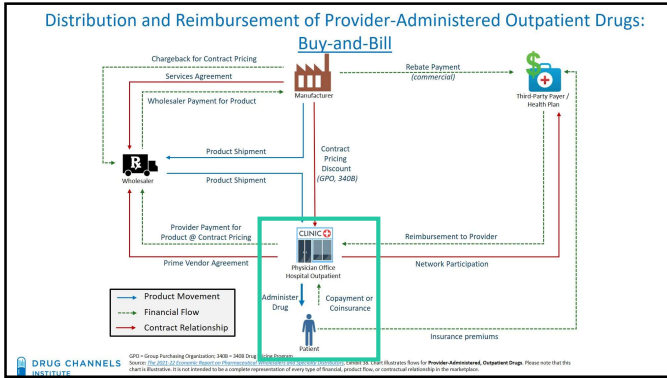 Distribution and Reimbursement of Provider-Administered Outpatient Drugs:
Buy-and-Bill
Chargeback for Contract Pricing
Services Agreement
Wholesaler Payment for Product
Manufacturer
Rebate Payment
(commercial)
$
Third-Party Payer /
Health Plan
Product Shipment
Rx
Wholesaler
Product Shipment
Contract
Pricing
Discount
(GPO, 340B)
Provider Payment for
Product @ Contract Pricing
Prime Vendor Agreement
CLINIC
Physician Office
Hospital Outpatient
Reimbursement to Provider
Network Participation
Administer
Drug
Copayment or
Coinsurance
Patient
Insurance premiums
Product Movement
Financial Flow
Contract Relationship
DRUG CHANNELS
INSTITUTE
GPO = Group Purchasing Organization; 340B = 340B Drug Pricing Program
Source: The 2021-22 Economic Report on Pharmaceutical Wholesalers and Specialty Distributors, Exhibit 38. Chart illustrates flows for Provider-Administered, Outpatient Drugs. Please note that this
chart is illustrative. It is not intended to be a complete representation of every type of financial, product flow, or contractual relationship in the marketplace.